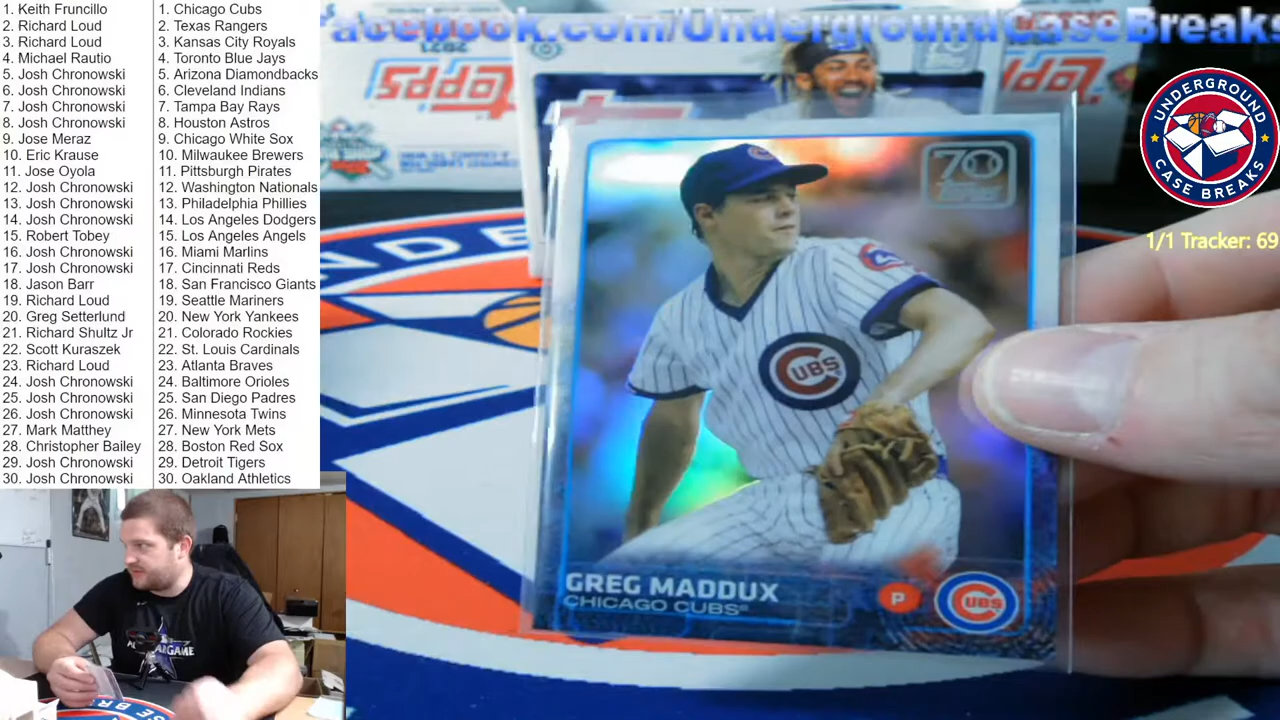 1. Keith Fruncillo
2. Richard Loud
3. Richard Loud
4. Michael Rautio
5. Josh Chronowski
6. Josh Chronowski
7. Josh Chronowski
8. Josh Chronowski
9. Jose Meraz
10. Eric Krause
11. Jose Oyola
12. Josh Chronowski
13. Josh Chronowski
14. Josh Chronowski
15. Robert Tobey
16. Josh Chronowski
17. Josh Chronowski
18. Jason Barr
19. Richard Loud
20. Greg Setterlund
21. Richard Shultz Jr
22. Scott Kuraszek
23. Richard Loud
24. Josh Chronowski
25. Josh Chronowski
26. Josh Chronowski
27. Mark Matthey
28. Christopher Bailey
29. Josh Chronowski
30. Josh Chronowski
1. Chicago Cubs
2. Texas Rangers
3. Kansas City Royals
4. Toronto Blue Jays
5. Arizona Diamondbacks
6. Cleveland Indians
7. Tampa Bay Rays
8. Houston Astros
9. Chicago White Sox
10. Milwaukee Brewers
11. Pittsburgh Pirates
12. Washington Nationals
13. Philadelphia Phillies
14. Los Angeles Dodgers
15. Los Angeles Angels
16. Miami Marlins
17. Cincinnati Reds
18. San Francisco Giants
19. Seattle Mariners
20. New York Yankees
21. Colorado Rockies
22. St. Louis Cardinals
23. Atlanta Braves
24. Baltimore Orioles
25. San Diego Padres
26. Minnesota Twins
27. New York Mets
28. Boston Red Sox
29. Detroit Tigers
30. Oakland Athletics
facebook.com/UndergroundCaseBreaks
2021
Topps
Topps
UNDERGROUND
CASE BREAKS
1/1 Tracker: 69
70
CUBS
GREG MADDUX
CHICAGO CUBS
P
CUBS